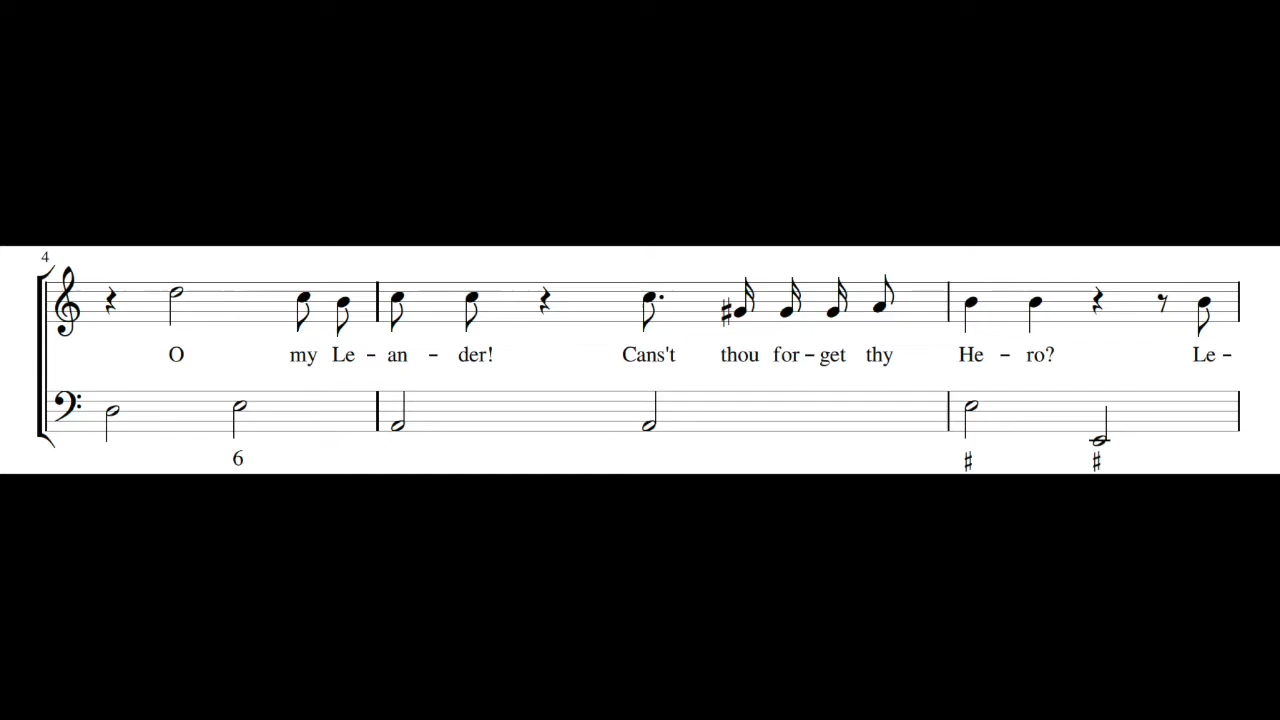 4
O my Le – an – der! Cans't thou for – get thy He – ro? Le –
6 ♯ ♯